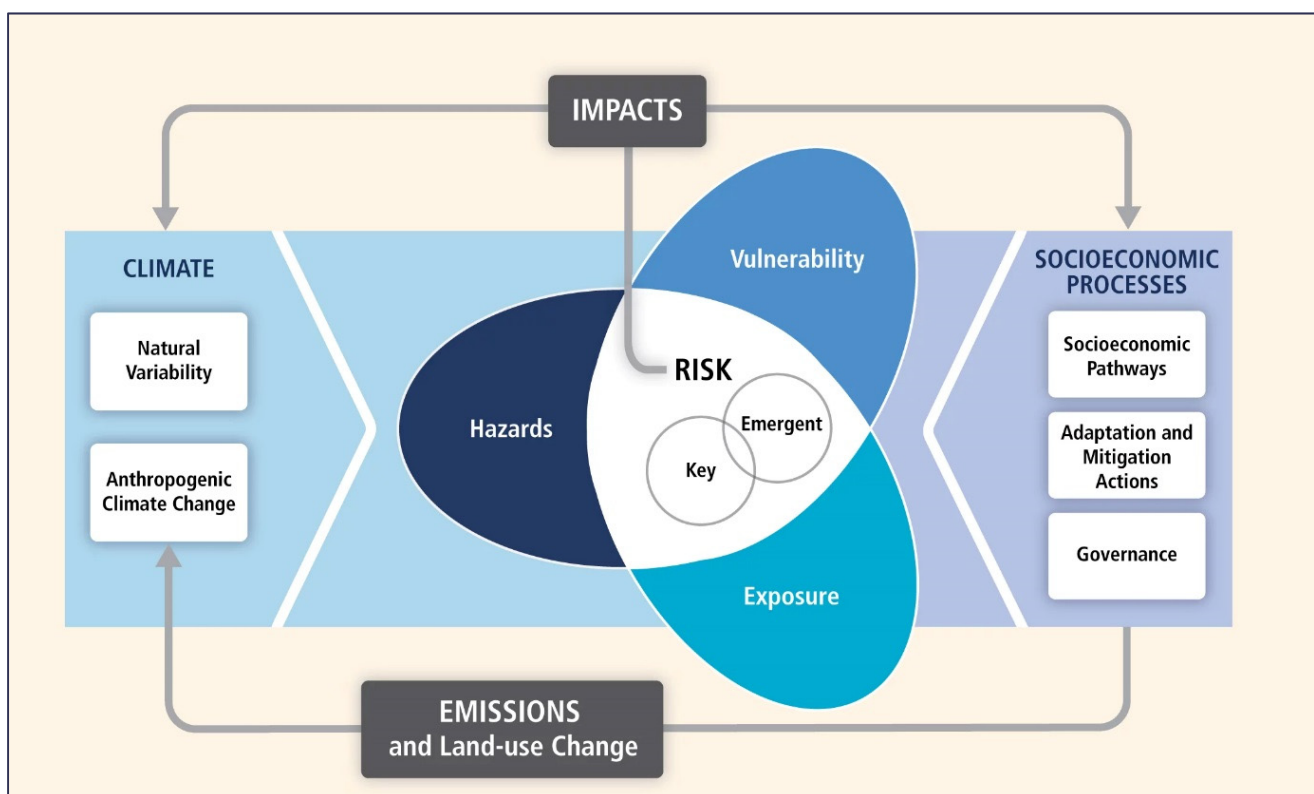 IMPACTS
CLIMATE
Natural
Variability
Anthropogenic
Climate Change
Vulnerability
Hazards
RISK
Emergent
Key
Exposure
SOCIOECONOMIC
PROCESSES
Socioeconomic
Pathways
Adaptation and
Mitigation
Actions
Governance
EMISSIONS
and Land-use Change